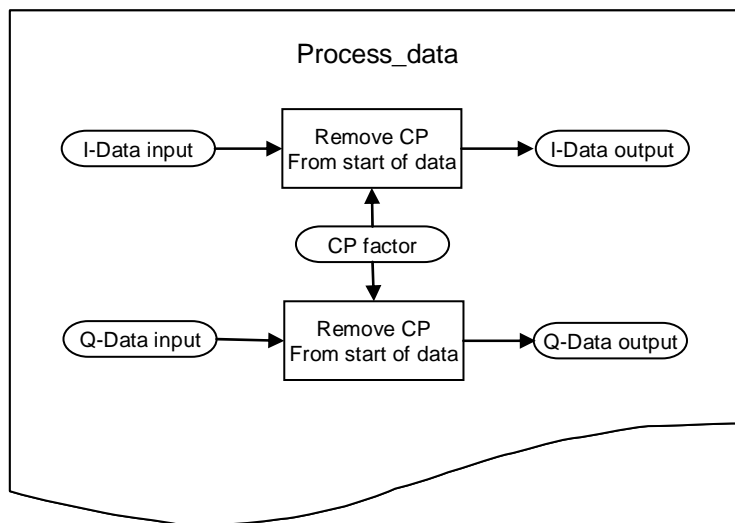 Process_data
I-Data input
Remove CP
From start of data
I-Data output
CP factor
Q-Data input
Remove CP
From start of data
Q-Data output